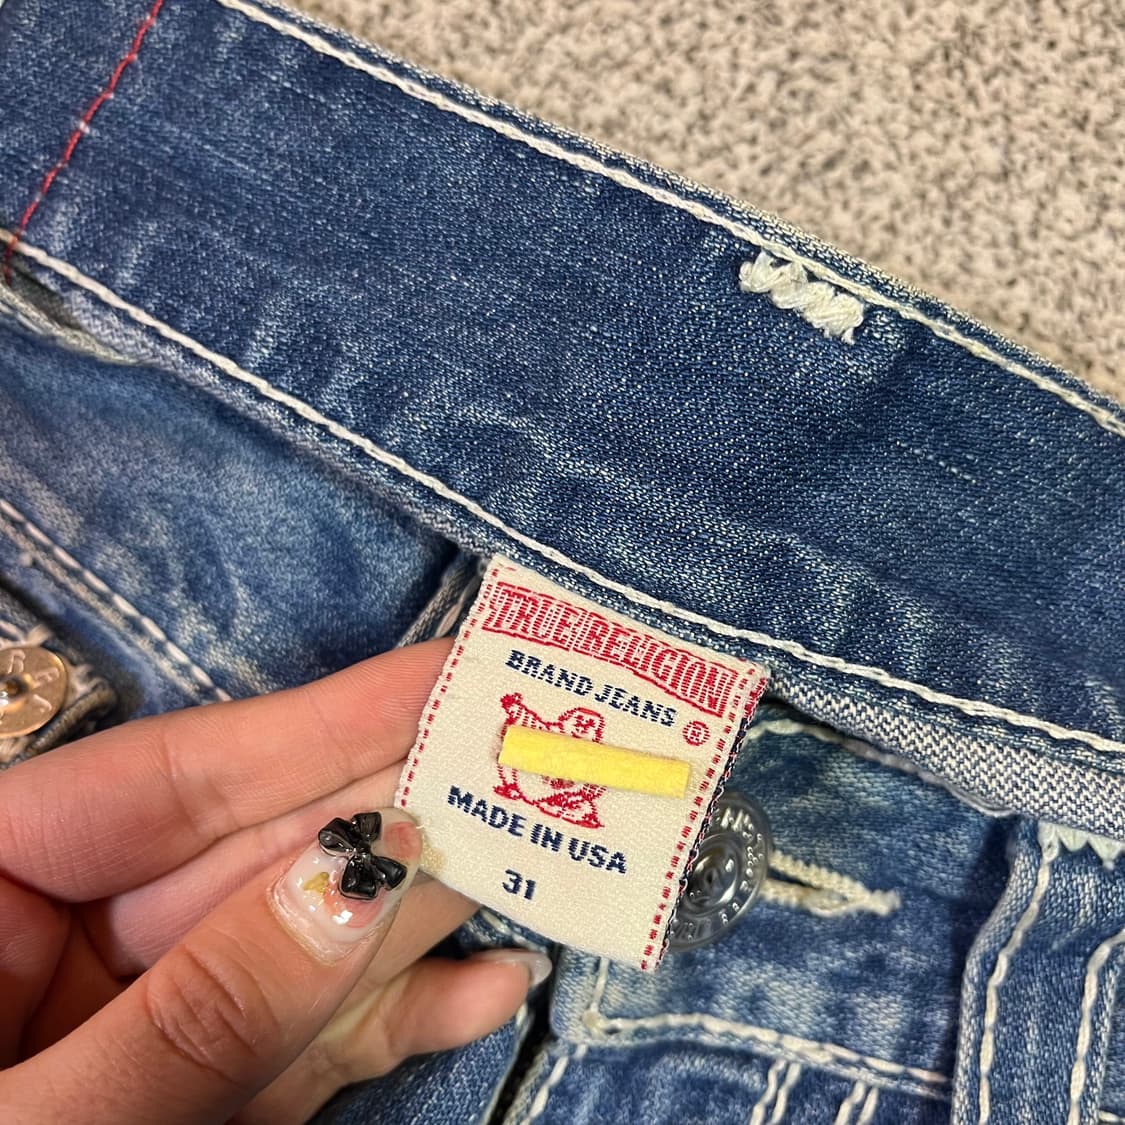 TRUE RELIGION
BRAND JEANS
®
MADE IN USA
31